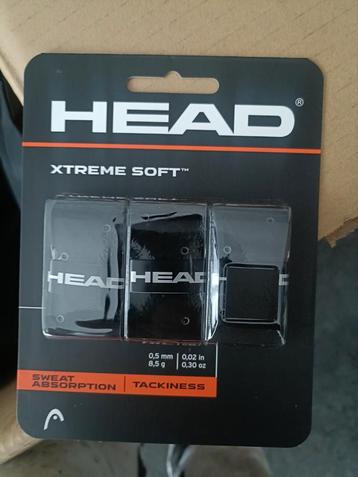 HEAD®
XTREME SOFT™
HEAD HEAD HEAD
0,5 mm 0,02 in
8,5 g 0,30 oz
SWEAT
ABSORPTION TACKINESS